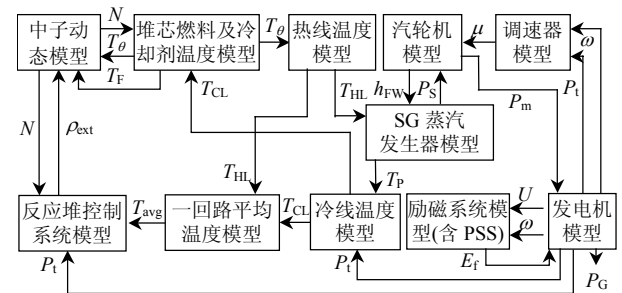 中子动
态模型
N
Tθ
TF
堆芯燃料及冷
却剂温度模型
Tθ
热线温度
模型
汽轮机
模型
μ
调速器
模型
ω
Pt
TCL
THL
hFW
PS
Pm
SG 蒸汽
发生器模型
N
ρext
THL
TP
反应堆控制
系统模型
Tavg
一回路平均
温度模型
TCL
冷线温度
模型
励磁系统模
型(含 PSS)
U
ω
发电机
模型
Pt
Pt
Ef
PG